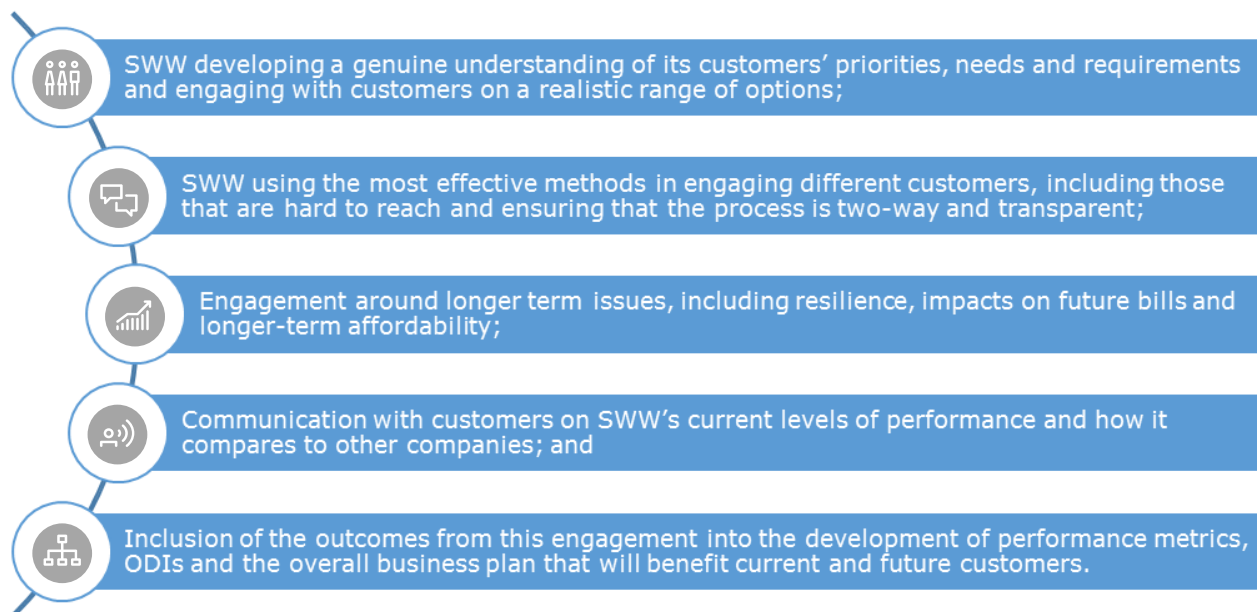 SWW developing a genuine understanding of its customers' priorities, needs and requirements
and engaging with customers on a realistic range of options;
SWW using the most effective methods in engaging different customers, including those
that are hard to reach and ensuring that the process is two-way and transparent;
Engagement around longer term issues, including resilience, impacts on future bills and
longer-term affordability;
Communication with customers on SWW's current levels of performance and how it
compares to other companies; and
Inclusion of the outcomes from this engagement into the development of performance metrics,
ODIs and the overall business plan that will benefit current and future customers.